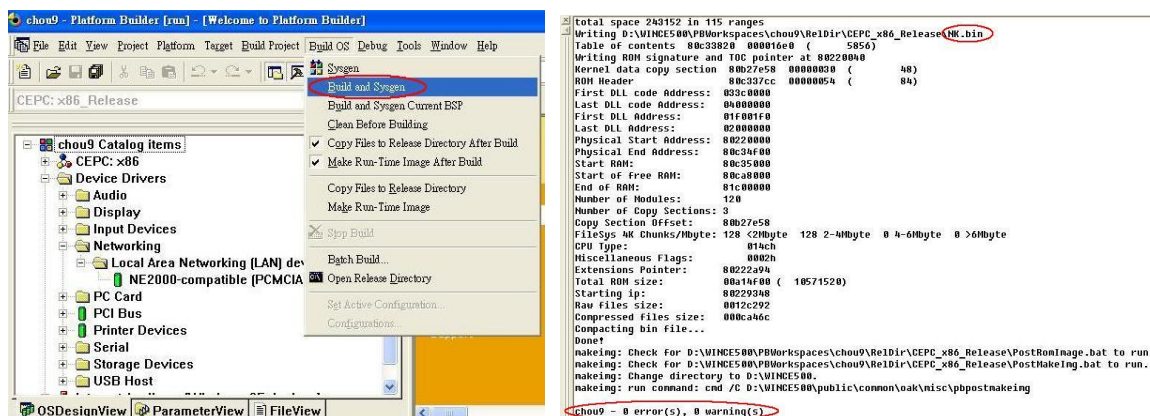 chou9 - Platform Builder [run] - [Welcome to Platform Builder]
File Edit View Project Platform Target Build Project Build OS Debug Tools Window Help
CEPC: x86_Release
Sysgen
Build and Sysgen
Build and Sysgen Current BSP
Clean Before Building
Copy Files to Release Directory After Build
Make Run-Time Image After Build
Copy Files to Release Directory
Make Run-Time Image
Stop Build
Batch Build...
Open Release Directory
Set Active Configuration...
Configurations...
chou9 Catalog items
CEPC: x86
Device Drivers
Audio
Display
Input Devices
Networking
Local Area Networking (LAN) dev
NE2000-compatible (PCMCIA
PC Card
PCI Bus
Printer Devices
Serial
Storage Devices
USB Host
OSDesignView ParameterView FileView
total space 243152 in 115 ranges
Writing D:\WINCE500\PBWorkspaces\chou9\RelDir\CEPC_x86_Release\NK.bin
Table of contents 80c33820 000016e0 ( 5856)
Writing ROM signature and TOC pointer at 80220040
Kernel data copy section 80b27e58 00000030 ( 48)
ROM Header 80c337cc 00000054 ( 84)
First DLL code Address: 033c0000
Last DLL code Address: 04000000
First DLL Address: 01F001F0
Last DLL Address: 02000000
Physical Start Address: 80220000
Physical End Address: 80c34F00
Start RAM: 80c35000
Start of free RAM: 80ca8000
End of RAM: 81c00000
Number of Modules: 120
Number of Copy Sections: 3
Copy Section Offset: 80b27e58
FileSys 4K Chunks/Mbyte: 128 <2Mbyte 128 2-4Mbyte 0 4-6Mbyte 0 >6Mbyte
CPU Type: 014ch
Miscellaneous Flags: 0002h
Extensions Pointer: 80222a94
Total ROM size: 00a14f00 ( 10571520)
Starting ip: 80229348
Raw files size: 0012c292
Compressed files size: 000ca46c
Compacting bin file...
Done!
makeimg: Check for D:\WINCE500\PBWorkspaces\chou9\RelDir\CEPC_x86_Release\PostRomImage.bat to run.
makeimg: Check for D:\WINCE500\PBWorkspaces\chou9\RelDir\CEPC_x86_Release\PostMakeImg.bat to run.
makeimg: Change directory to D:\WINCE500.
makeimg: run command: cmd /C D:\WINCE500\public\common\oak\misc\pbpostmakeimg
chou9 - 0 error(s), 0 warning(s)